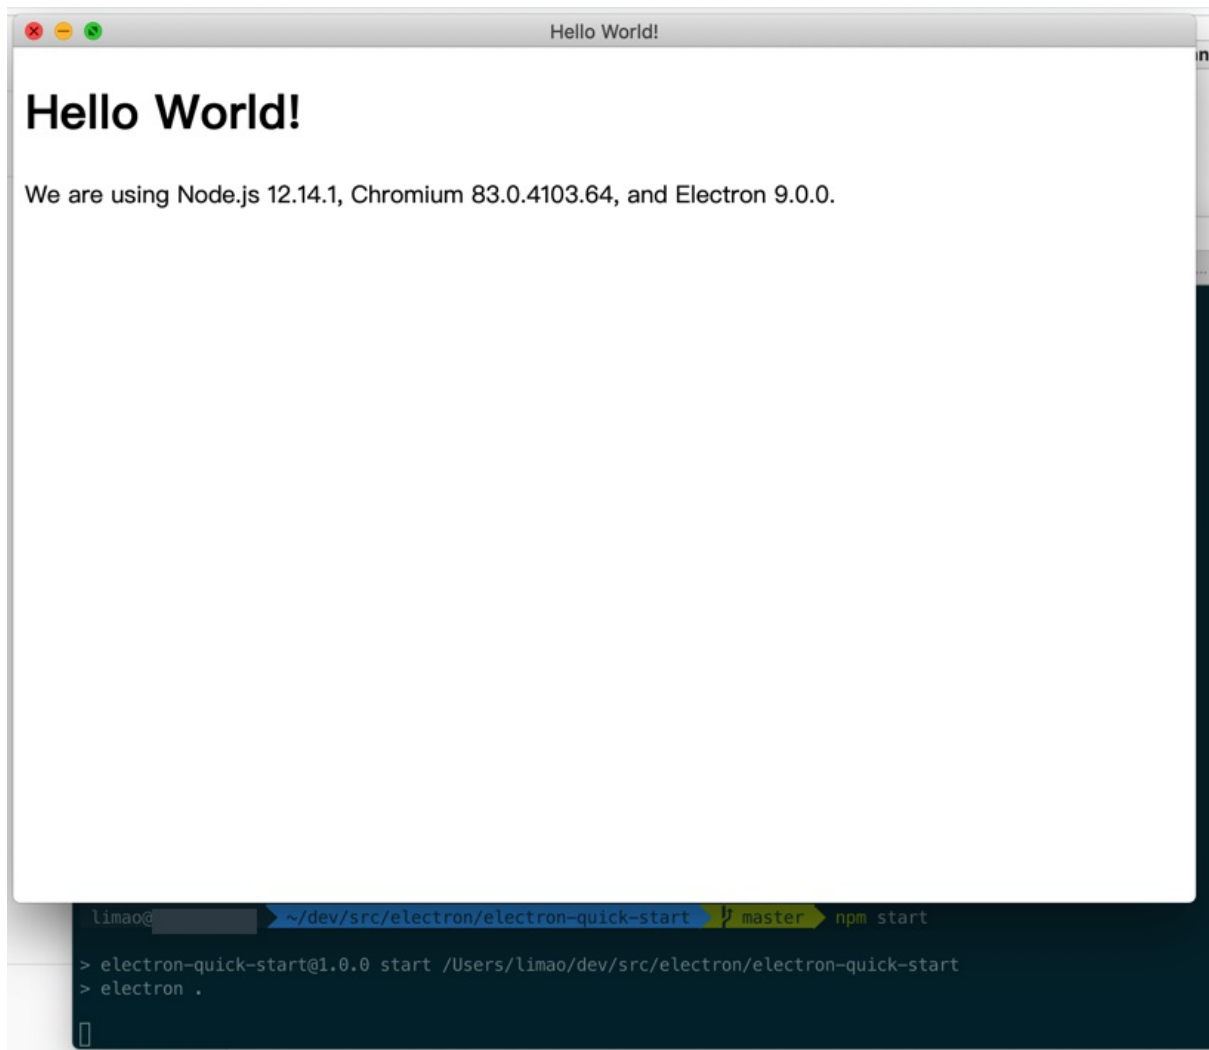 Hello World!
Hello World!
We are using Node.js 12.14.1, Chromium 83.0.4103.64, and Electron 9.0.0.
limao@ ~/dev/src/electron/electron-quick-start master npm start
> electron-quick-start@1.0.0 start /Users/limao/dev/src/electron/electron-quick-start
> electron .